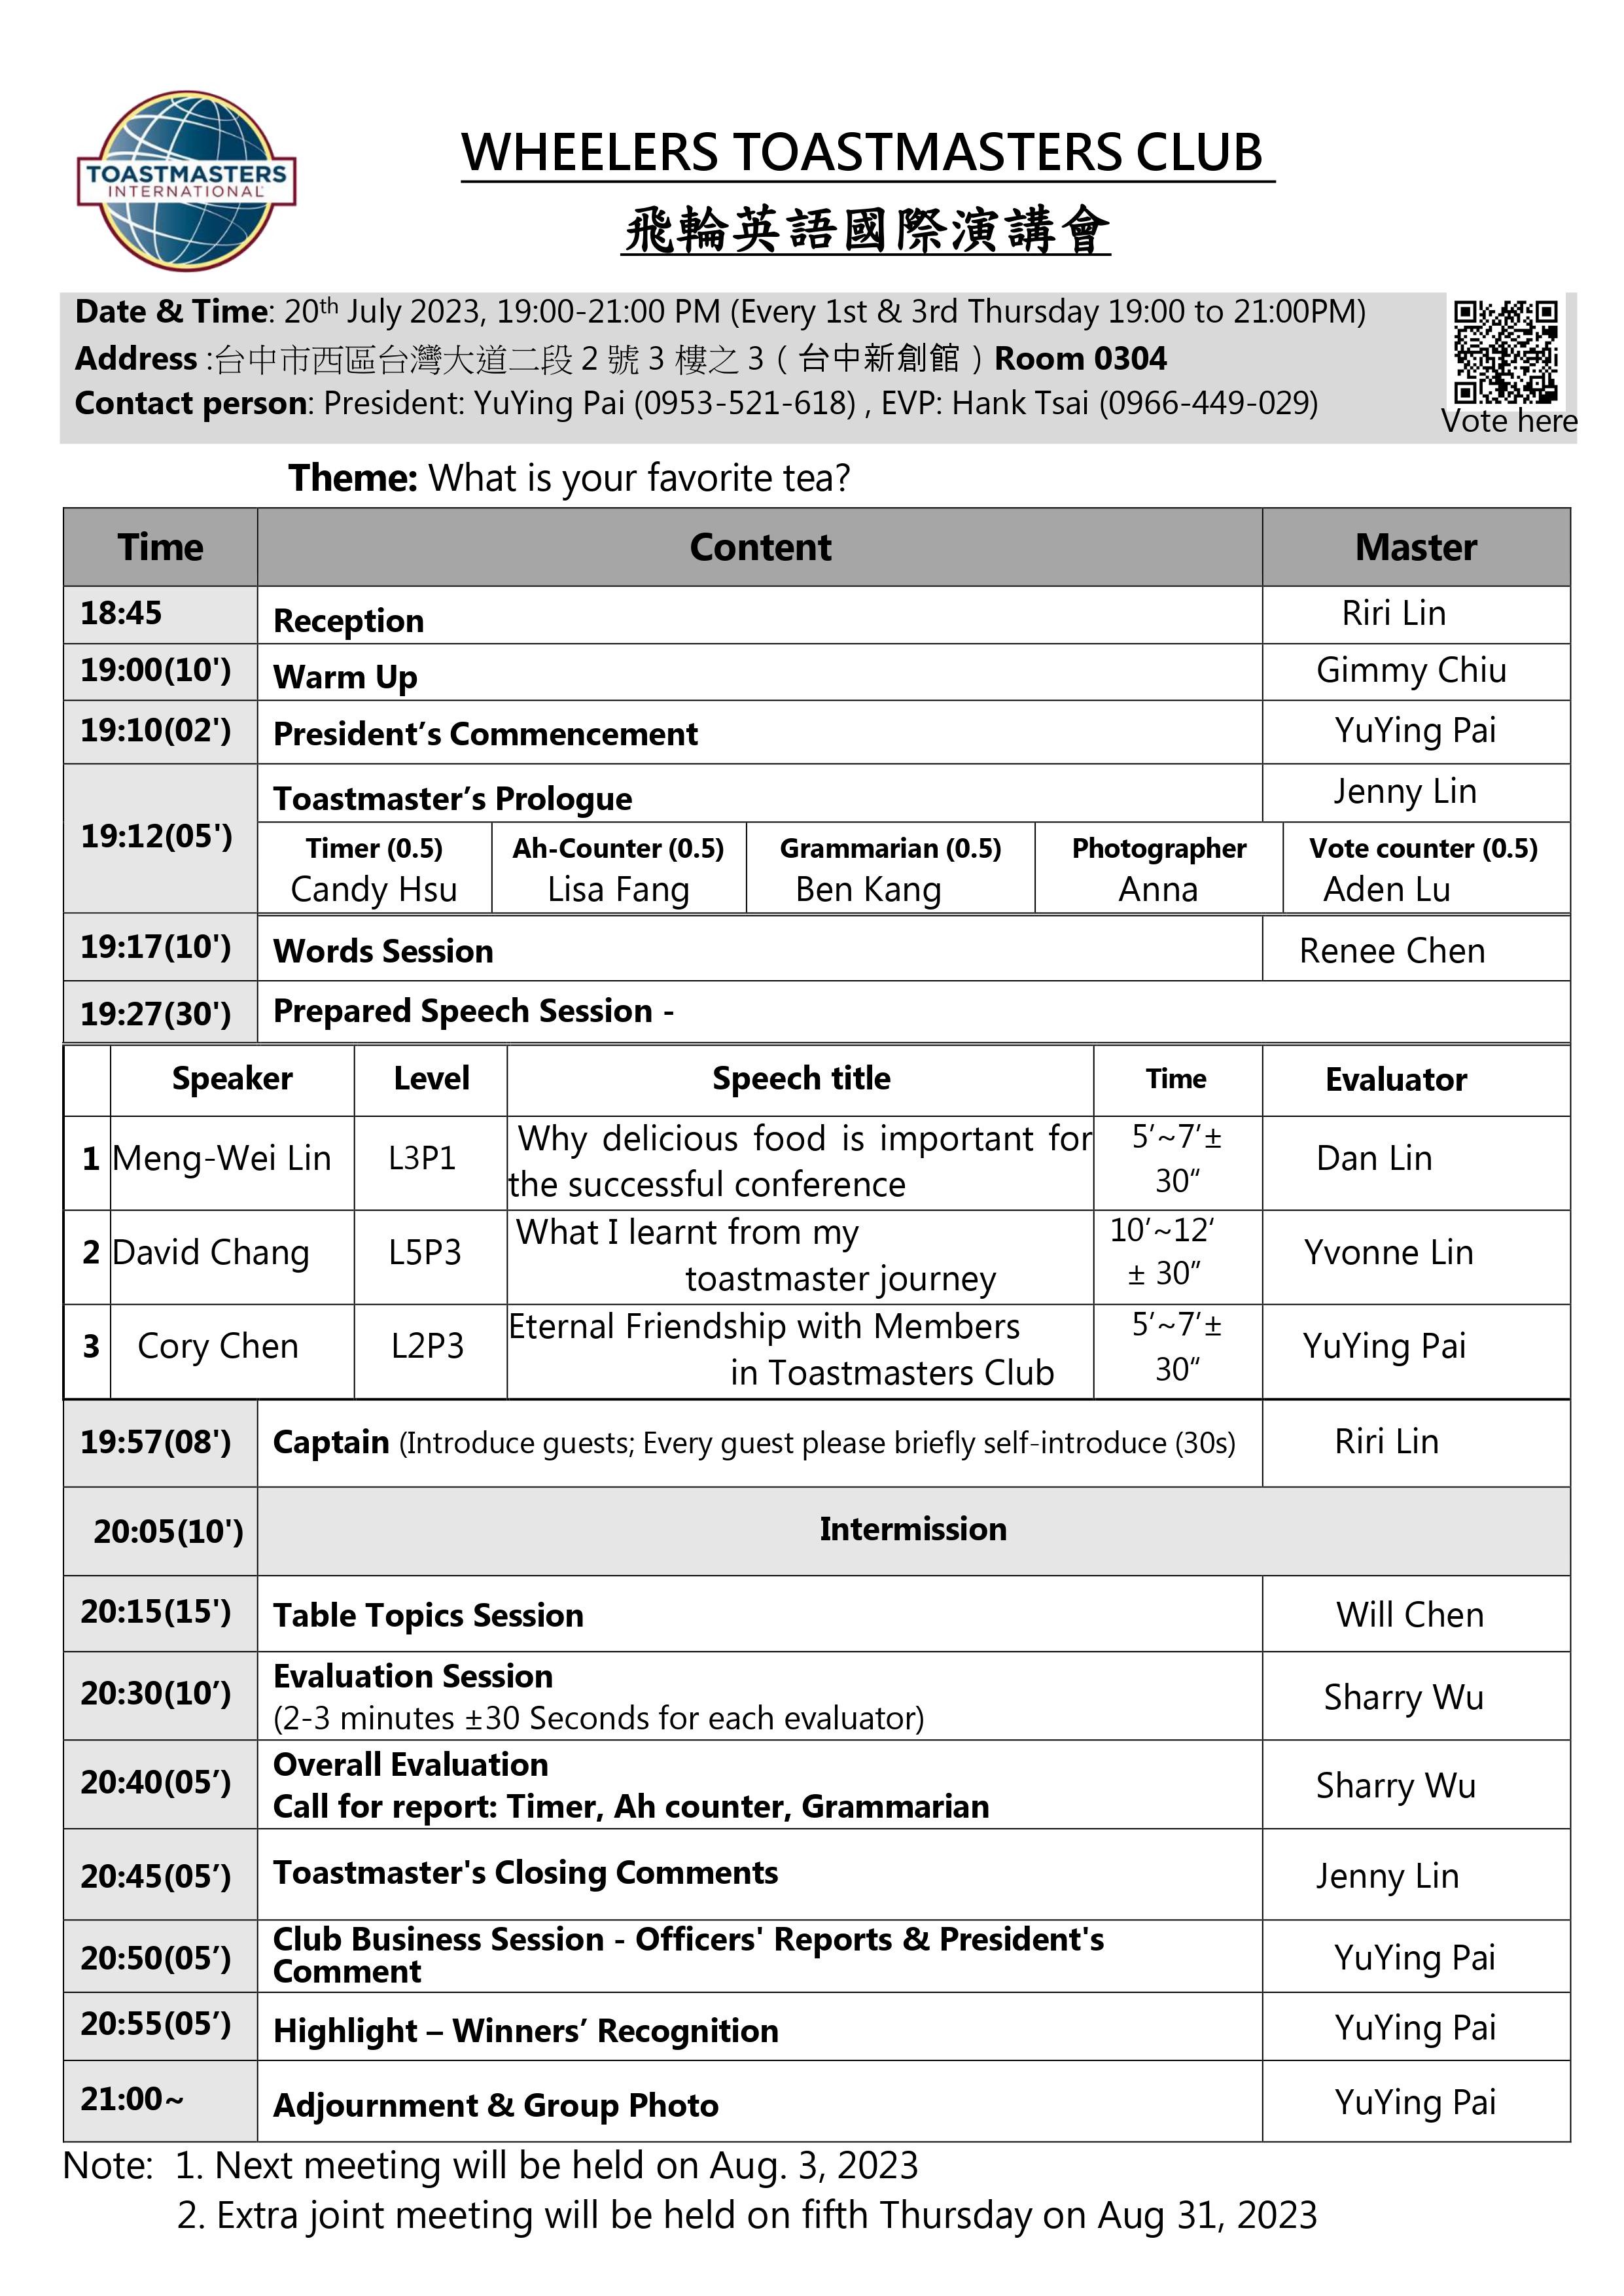 TOASTMASTERS
INTERNATIONAL
WHEELERS TOASTMASTERS CLUB
飛輪英語國際演講會
Date & Time: 20th July 2023, 19:00-21:00 PM (Every 1st & 3rd Thursday 19:00 to 21:00PM)
Address :台中市西區台灣大道二段 2 號 3 樓之 3（台中新創館）Room 0304
Contact person: President: YuYing Pai (0953-521-618) , EVP: Hank Tsai (0966-449-029)
Vote here
Theme: What is your favorite tea?
Time Content Master
18:45 Reception Riri Lin
19:00(10') Warm Up Gimmy Chiu
19:10(02') President’s Commencement YuYing Pai
19:12(05') Toastmaster’s Prologue Jenny Lin
Timer (0.5) Ah-Counter (0.5) Grammarian (0.5) Photographer Vote counter (0.5)
Candy Hsu Lisa Fang Ben Kang Anna Aden Lu
19:17(10') Words Session Renee Chen
19:27(30') Prepared Speech Session -
Speaker Level Speech title Time Evaluator
1 Meng-Wei Lin L3P1 Why delicious food is important for 5’~7’± Dan Lin
the successful conference 30“
2 David Chang L5P3 What I learnt from my 10’~12‘ Yvonne Lin
toastmaster journey ± 30”
3 Cory Chen L2P3 Eternal Friendship with Members 5’~7’± YuYing Pai
in Toastmasters Club 30“
19:57(08') Captain (Introduce guests; Every guest please briefly self-introduce (30s) Riri Lin
20:05(10') Intermission
20:15(15') Table Topics Session Will Chen
20:30(10’) Evaluation Session Sharry Wu
(2-3 minutes ±30 Seconds for each evaluator)
20:40(05’) Overall Evaluation Sharry Wu
Call for report: Timer, Ah counter, Grammarian
20:45(05’) Toastmaster's Closing Comments Jenny Lin
20:50(05’) Club Business Session - Officers' Reports & President's YuYing Pai
Comment
20:55(05’) Highlight – Winners’ Recognition YuYing Pai
21:00~ Adjournment & Group Photo YuYing Pai
Note: 1. Next meeting will be held on Aug. 3, 2023
2. Extra joint meeting will be held on fifth Thursday on Aug 31, 2023